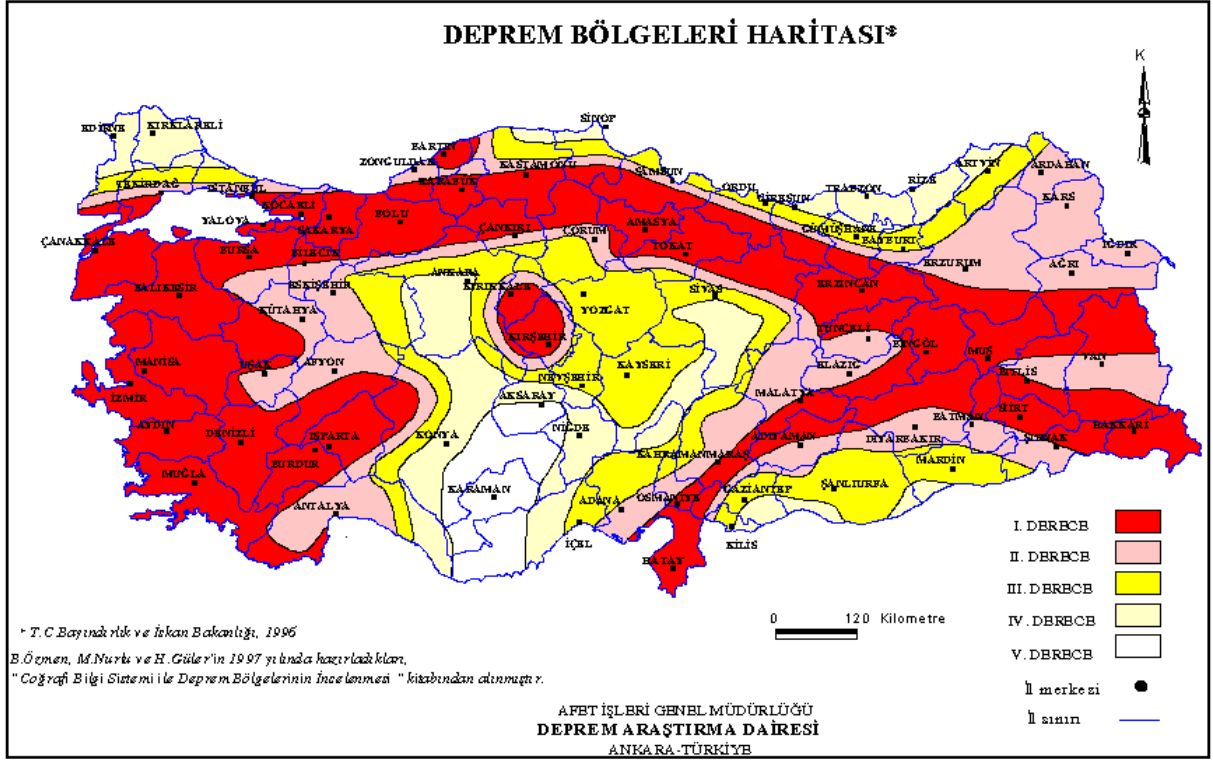 DEPREM BÖLGELERİ HARİTASI*
K
SİNOP
EDİRNE
KIRKLARELİ
BARTIN
ZONGULDAK
KASTAMONU
ARTVİN
ARDAHAN
TEKİRDAĞ
İSTANBUL
KARABÜK
SAMSUN
ORDU
GİRESUN
TRABZON
RİZE
KARS
KOCAELİ
YALOVA
SAKARYA
BOLU
ÇANKIRI
ÇORUM
AMASYA
TOKAT
GÜMÜŞHANE
BAYBURT
ÇANAKKALE
BURSA
BİLECİK
ERZURUM
AĞRI
IĞDIR
BALIKESİR
ESKİŞEHİR
ANKARA
KIRIKKALE
YOZGAT
SİVAS
ERZİNCAN
KÜTAHYA
KIRŞEHİR
TUNCELİ
BİNGÖL
MUŞ
VAN
MANİSA
UŞAK
AFYON
NEVŞEHİR
KAYSERİ
ELAZIĞ
BİTLİS
İZMİR
AKSARAY
MALATYA
SİİRT
AYDIN
DENİZLİ
ISPARTA
KONYA
NİĞDE
ADIYAMAN
DİYARBAKIR
BATMAN
ŞIRNAK
HAKKARİ
BURDUR
KAHRAMANMARAŞ
MARDİN
MUĞLA
KARAMAN
ADANA
OSMANİYE
GAZİANTEP
ŞANLIURFA
ANTALYA
İÇEL
KİLİS
HATAY
I. DERECE
II. DERECE
III. DERECE
IV. DERECE
V. DERECE
İl merkezi
İl sınırı
0 120 Kilometre
* T.C.Bayındırlık ve İskan Bakanlığı, 1996
B.Özmen, M.Nurlu ve H.Güler'in 1997 yılında hazırladıkları,
" Coğrafi Bilgi Sistemi ile Deprem Bölgelerinin İncelenmesi " kitabından alınmıştır.
AFET İŞLERİ GENEL MÜDÜRLÜĞÜ
DEPREM ARAŞTIRMA DAİRESİ
ANKARA-TÜRKİYE